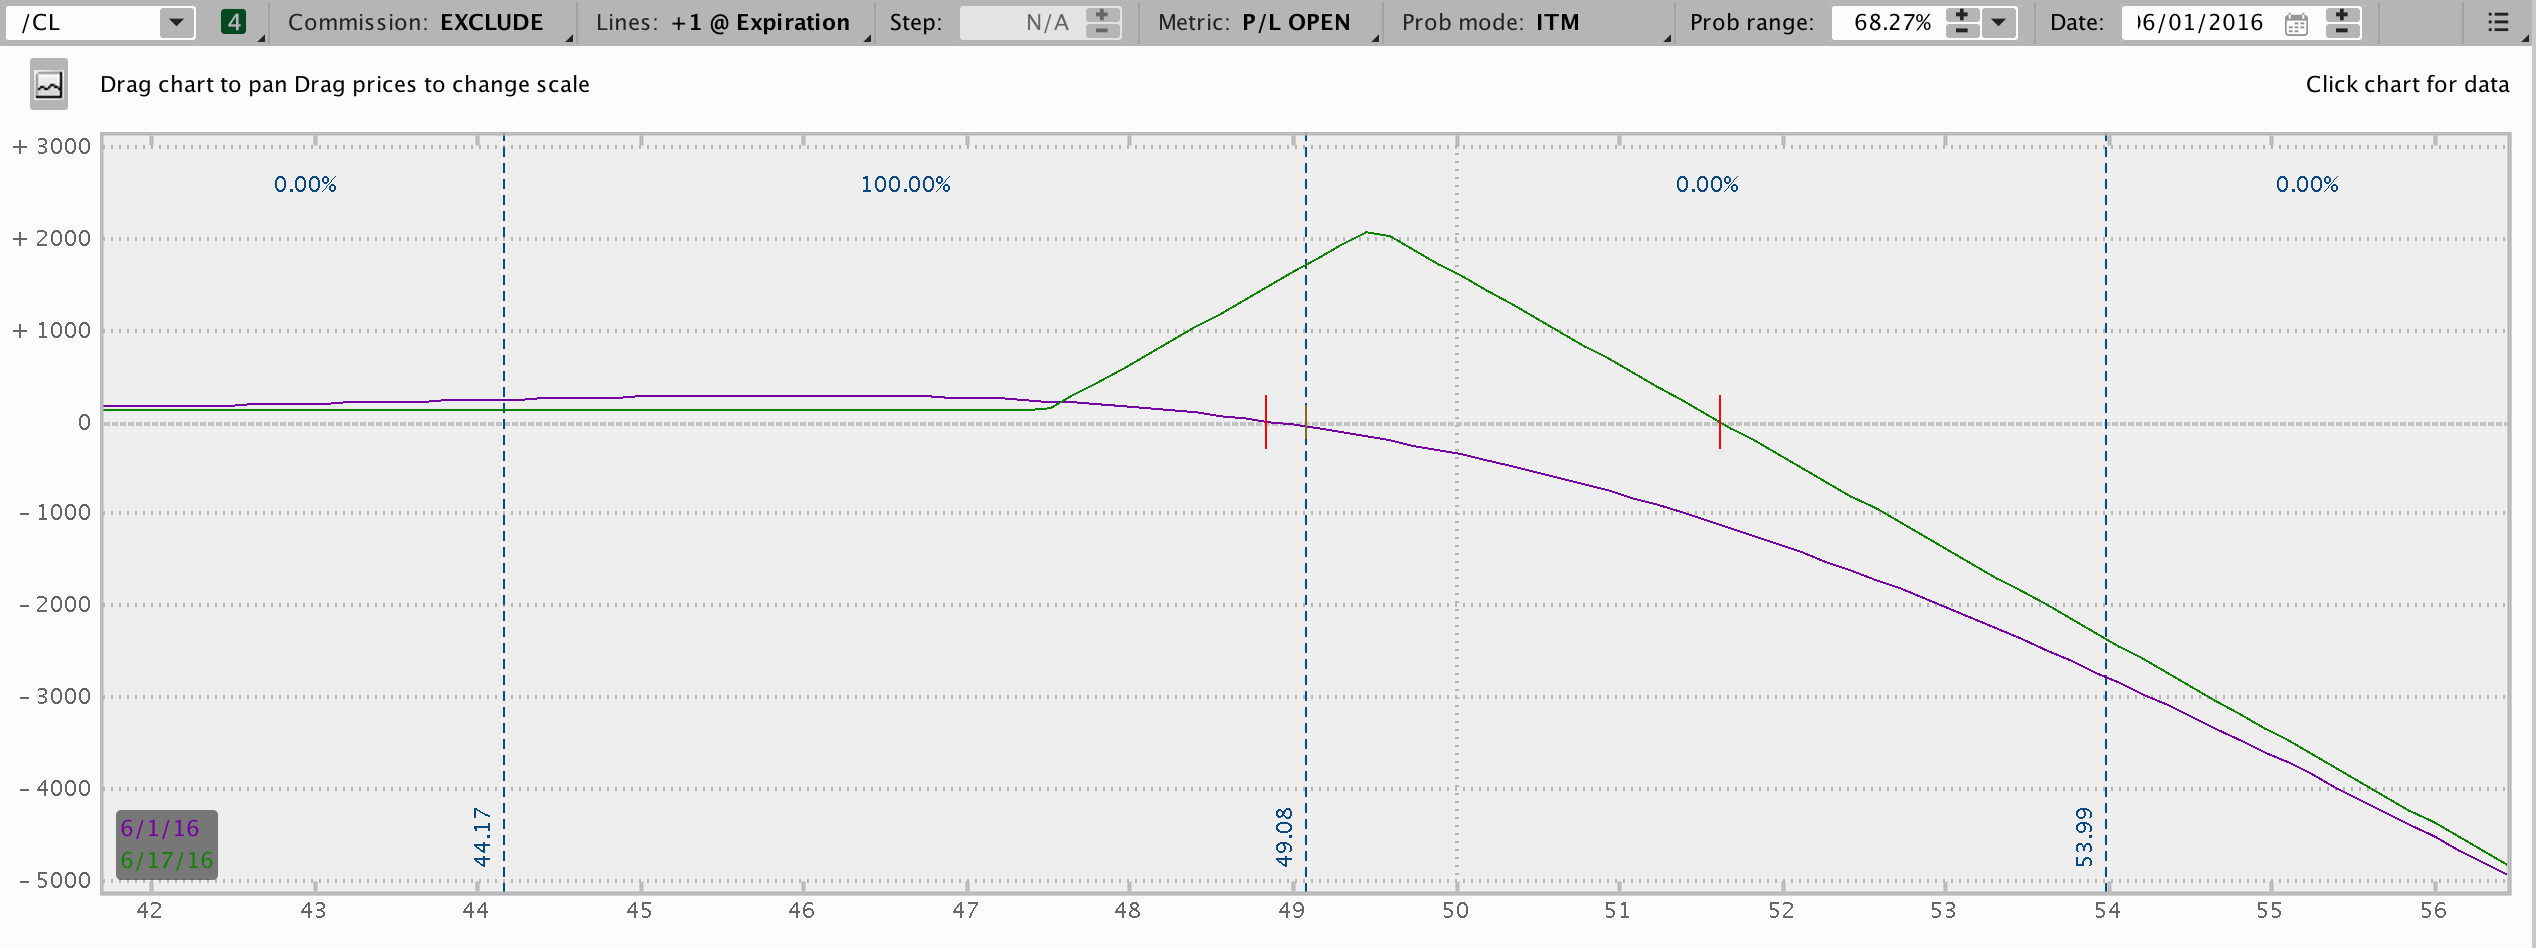 /CL 4 Commission: EXCLUDE Lines: +1 @ Expiration Step: N/A Metric: P/L OPEN Prob mode: ITM Prob range: 68.27% Date: 06/01/2016
Drag chart to pan Drag prices to change scale Click chart for data
+ 3000
0.00% 100.00% 0.00% 0.00%
+ 2000
+ 1000
0
- 1000
- 2000
- 3000
- 4000
44.17 49.08 53.99
6/1/16
6/17/16
- 5000
42 43 44 45 46 47 48 49 50 51 52 53 54 55 56